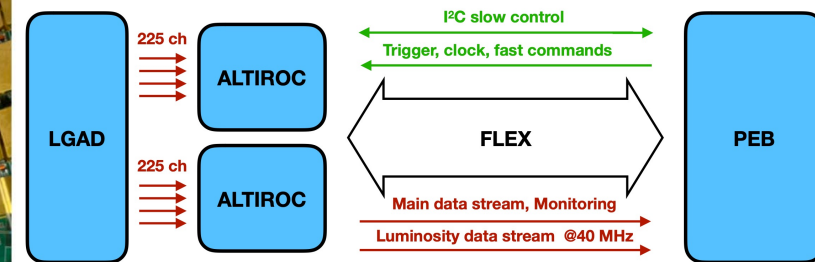 I²C slow control
225 ch
Trigger, clock, fast commands
ALTIROC
LGAD
FLEX
PEB
225 ch
ALTIROC
Main data stream, Monitoring
Luminosity data stream @40 MHz